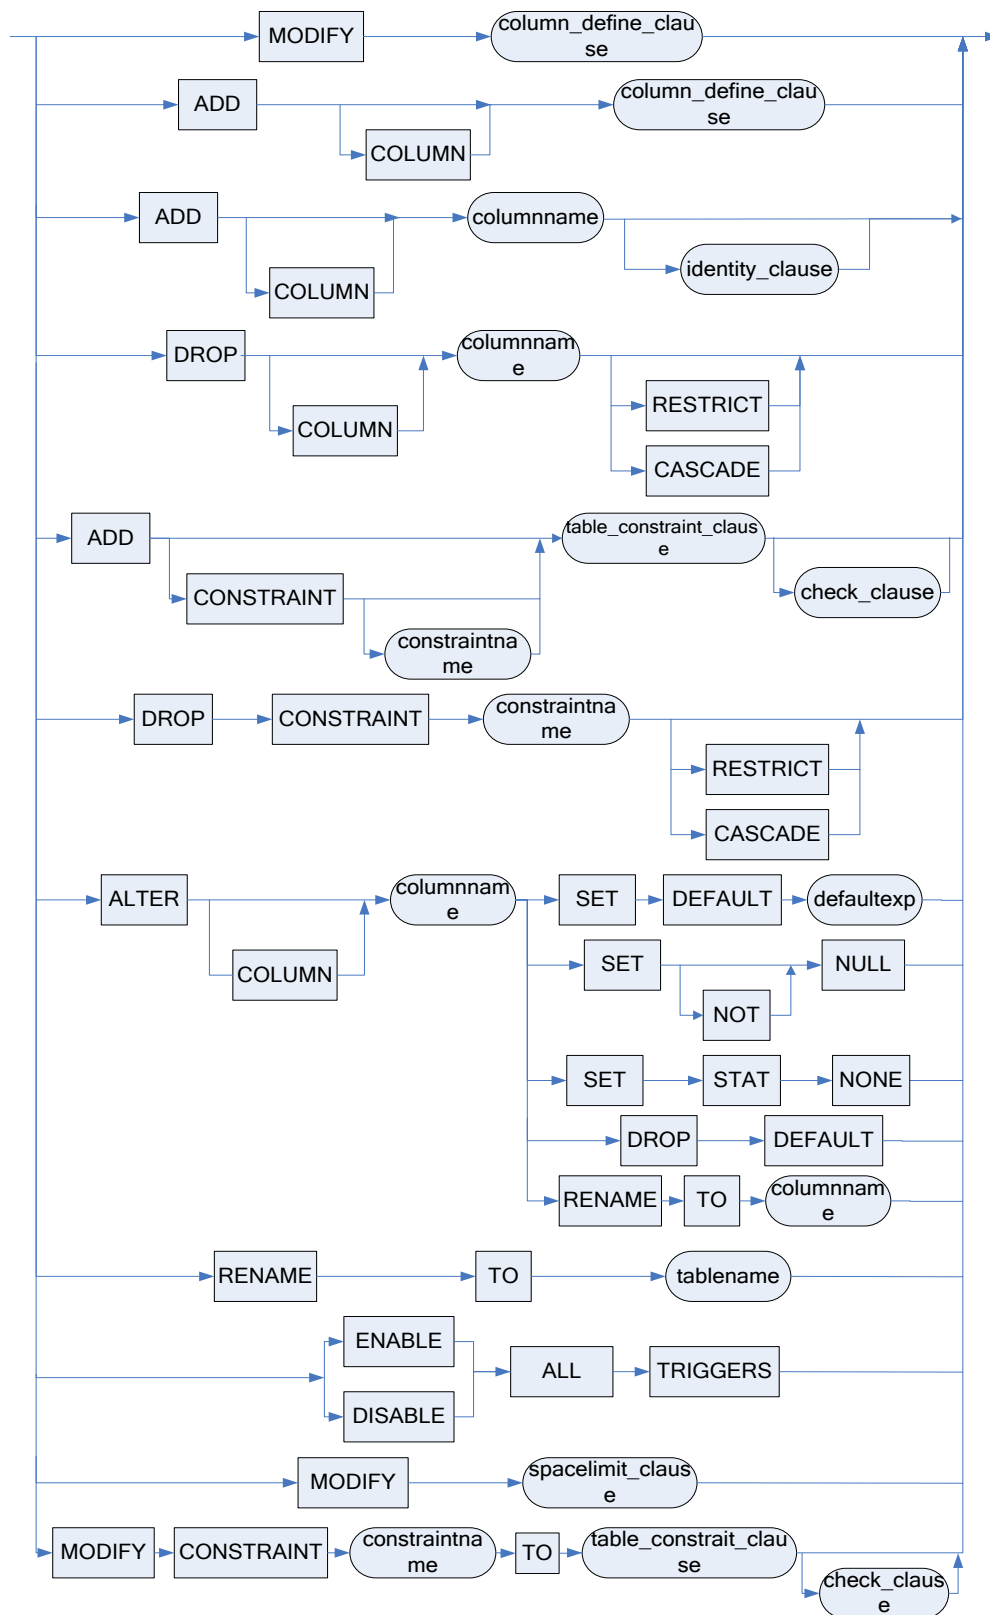 MODIFY
column_define_clau
se
ADD
COLUMN
column_define_clau
se
ADD
COLUMN
columnname
identity_clause
DROP
COLUMN
columnnam
e
RESTRICT
CASCADE
ADD
CONSTRAINT
constraintna
me
table_constraint_claus
e
check_clause
DROP
CONSTRAINT
constraintna
me
RESTRICT
CASCADE
ALTER
COLUMN
columnnam
e
SET
DEFAULT
defaultexp
SET
NOT
NULL
SET
STAT
NONE
DROP
DEFAULT
RENAME
TO
columnnam
e
RENAME
TO
tablename
ENABLE
DISABLE
ALL
TRIGGERS
MODIFY
spacelimit_claus
e
MODIFY
CONSTRAINT
constraintna
me
TO
table_constrait_clau
se
check_claus
e